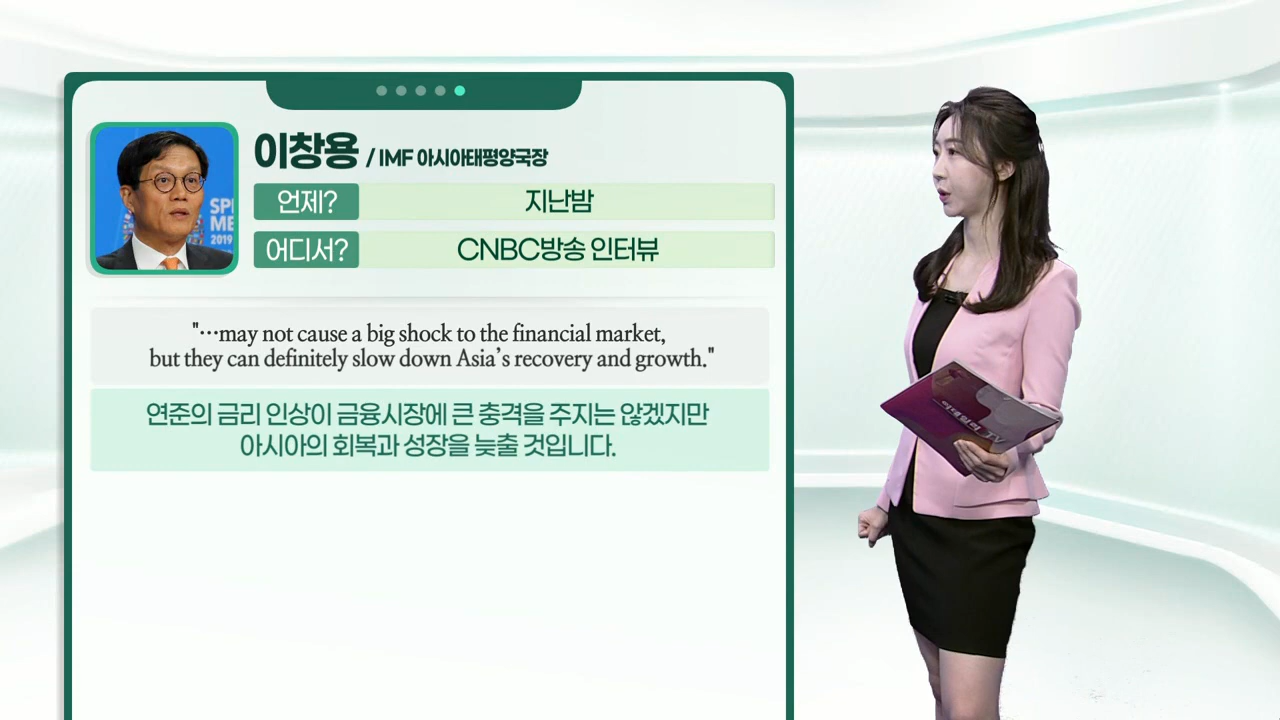 이창용 / IMF 아시아태평양국장
언제? 지난밤
어디서? CNBC방송 인터뷰
"…may not cause a big shock to the financial market,
but they can definitely slow down Asia's recovery and growth."
연준의 금리 인상이 금융시장에 큰 충격을 주지는 않겠지만
아시아의 회복과 성장을 늦출 것입니다.
SP
ME
2019